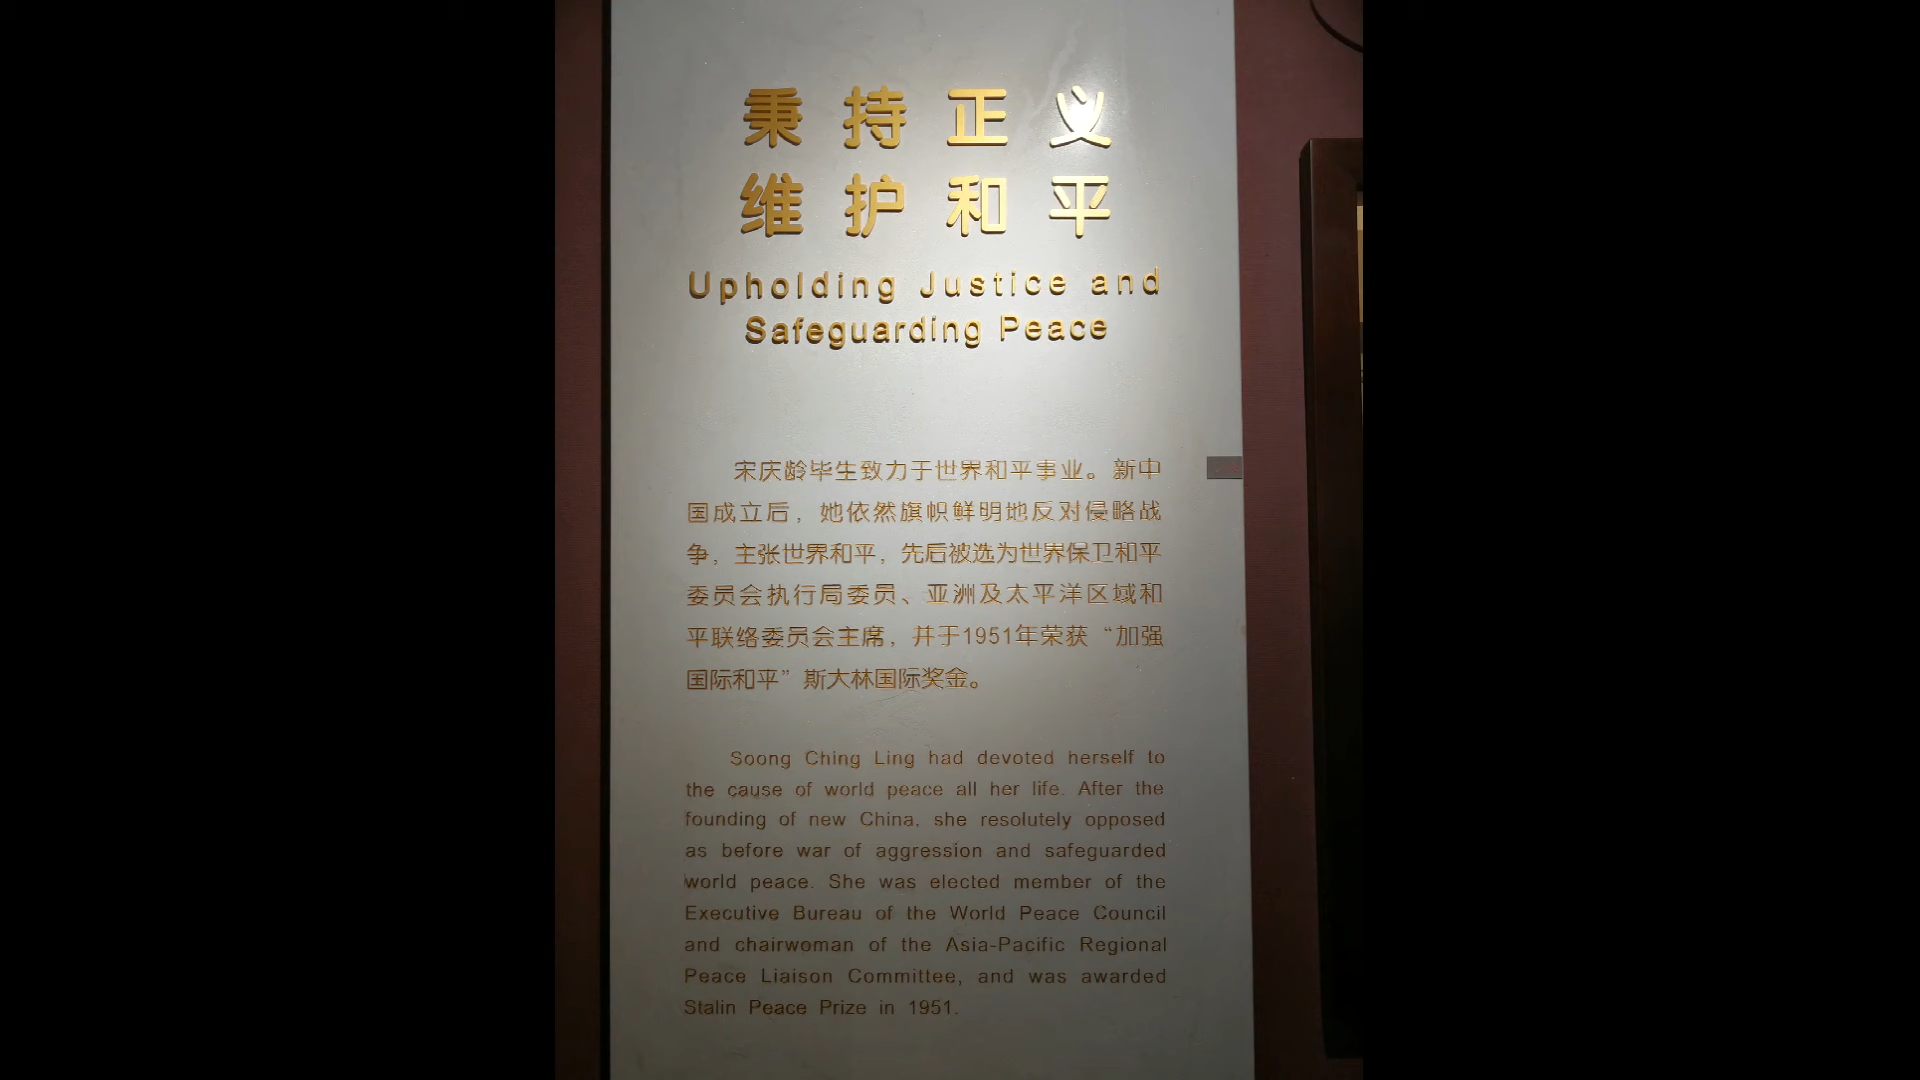 秉持正义
维护和平
Upholding Justice and
Safeguarding Peace
宋庆龄毕生致力于世界和平事业。新中
国成立后，她依然旗帜鲜明地反对侵略战
争，主张世界和平，先后被选为世界保卫和平
委员会执行局委员、亚洲及太平洋区域和
平联络委员会主席，并于1951年荣获“加强
国际和平”斯大林国际奖金。
Soong Ching Ling had devoted herself to
the cause of world peace all her life. After the
founding of new China, she resolutely opposed
as before war of aggression and safeguarded
world peace. She was elected member of the
Executive Bureau of the World Peace Council
and chairwoman of the Asia-Pacific Regional
Peace Liaison Committee, and was awarded
Stalin Peace Prize in 1951.